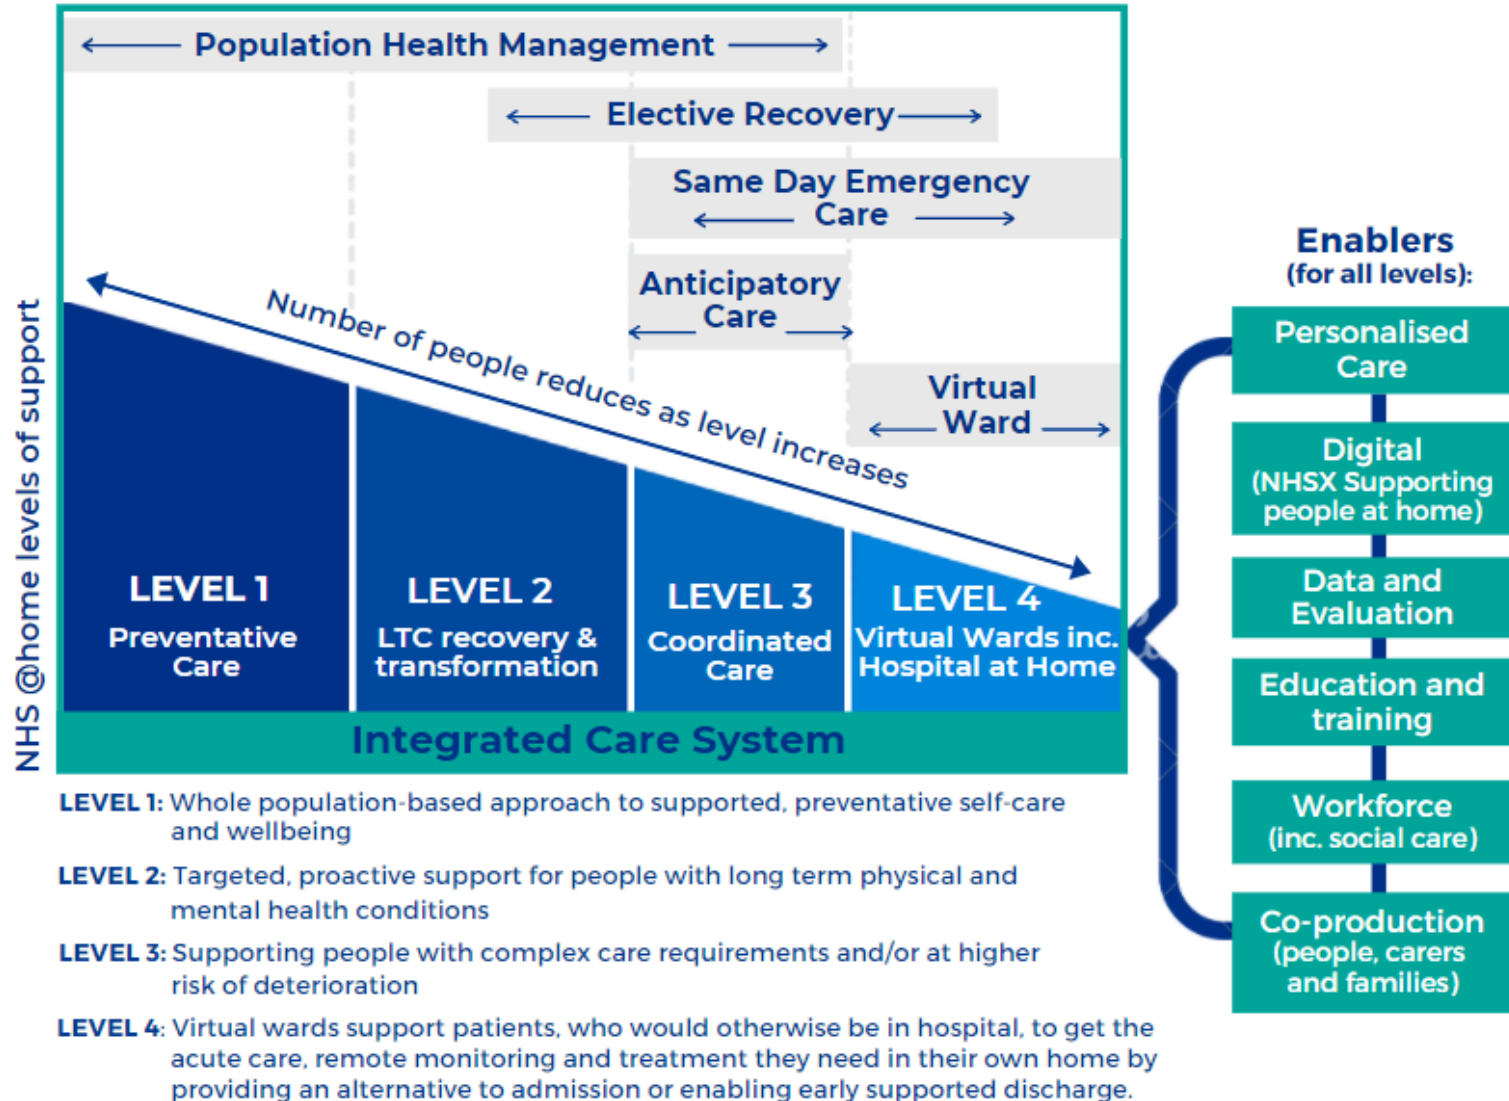 Population Health Management
Elective Recovery
Same Day Emergency
Care
Anticipatory
Care
Virtual
Ward
Number of people reduces as level increases
NHS @home levels of support
LEVEL 1
Preventative
Care
LEVEL 2
LTC recovery &
transformation
LEVEL 3
Coordinated
Care
LEVEL 4
Virtual Wards inc.
Hospital at Home
Integrated Care System
Enablers
(for all levels):
Personalised
Care
Digital
(NHSX Supporting
people at home)
Data and
Evaluation
Education and
training
Workforce
(inc. social care)
Co-production
(people, carers
and families)
LEVEL 1: Whole population-based approach to supported, preventative self-care
and wellbeing
LEVEL 2: Targeted, proactive support for people with long term physical and
mental health conditions
LEVEL 3: Supporting people with complex care requirements and/or at higher
risk of deterioration
LEVEL 4: Virtual wards support patients, who would otherwise be in hospital, to get the
acute care, remote monitoring and treatment they need in their own home by
providing an alternative to admission or enabling early supported discharge.